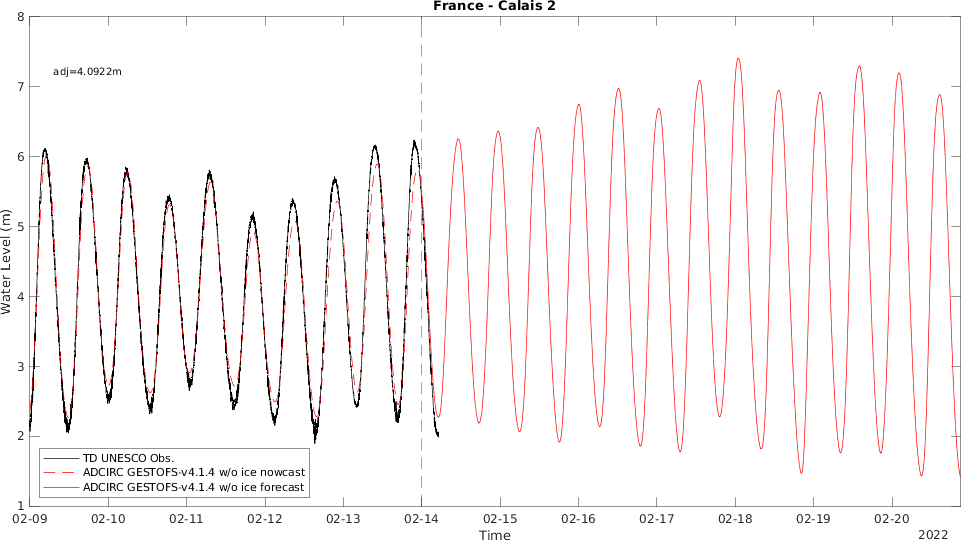 France - Calais 2
adj=4.0922m
Water Level (m)
8
7
6
5
4
3
2
1
TD UNESCO Obs.
ADCIRC GESTOFS-v4.1.4 w/o ice nowcast
ADCIRC GESTOFS-v4.1.4 w/o ice forecast
02-09 02-10 02-11 02-12 02-13 02-14 02-15 02-16 02-17 02-18 02-19 02-20
Time
2022